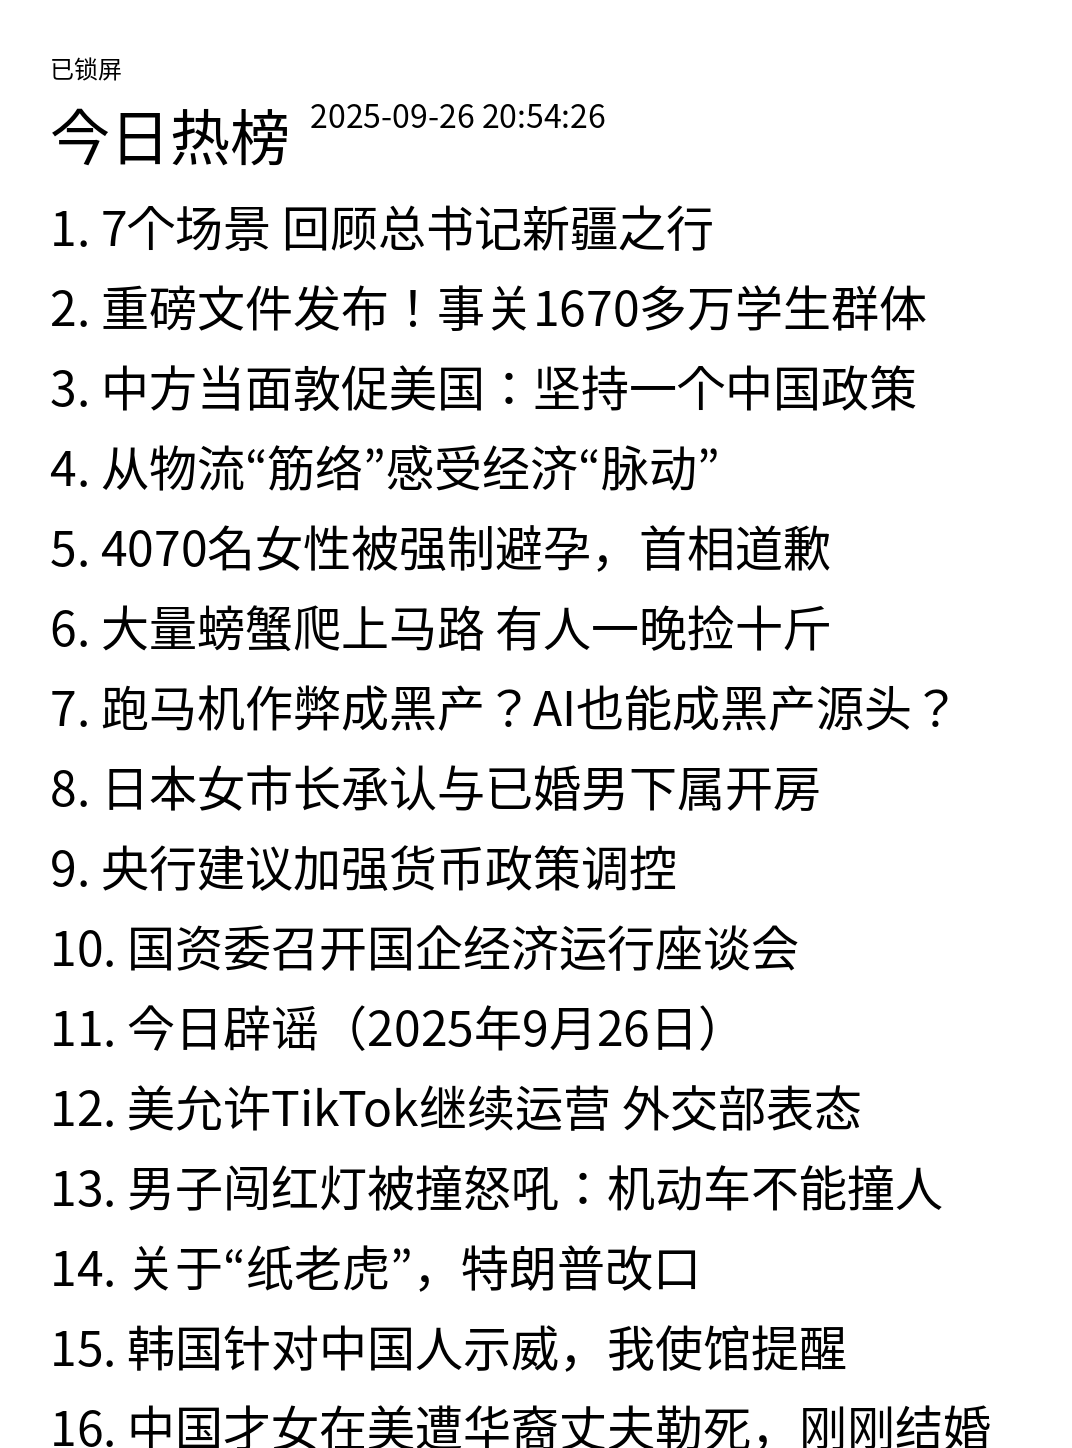 已锁屏
今日热榜 2025-09-26 20:54:26
1. 7个场景 回顾总书记新疆之行
2. 重磅文件发布！事关1670多万学生群体
3. 中方当面敦促美国：坚持一个中国政策
4. 从物流“筋络”感受经济“脉动”
5. 4070名女性被强制避孕，首相道歉
6. 大量螃蟹爬上马路 有人一晚捡十斤
7. 跑马机作弊成黑产？AI也能成黑产源头？
8. 日本女市长承认与已婚男下属开房
9. 央行建议加强货币政策调控
10. 国资委召开国企经济运行座谈会
11. 今日辟谣（2025年9月26日）
12. 美允许TikTok继续运营 外交部表态
13. 男子闯红灯被撞怒吼：机动车不能撞人
14. 关于“纸老虎”，特朗普改口
15. 韩国针对中国人示威，我使馆提醒
16. 中国才女在美遭华裔丈夫勒死，刚刚结婚